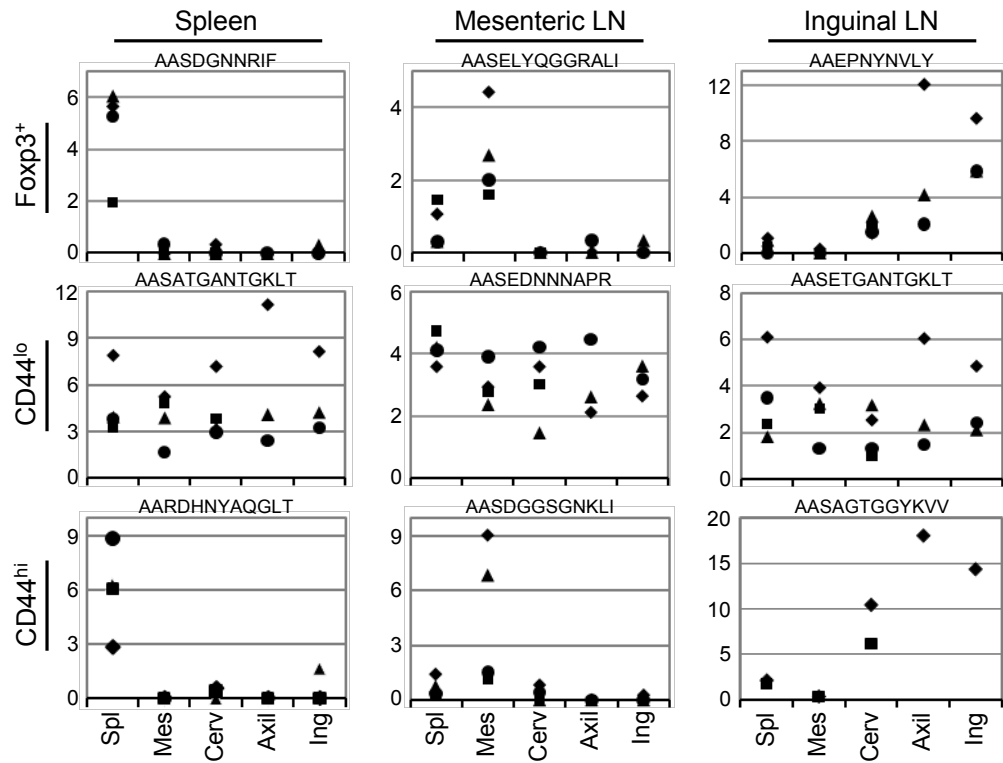 Spleen Mesenteric LN Inguinal LN
Foxp3⁺
AASDGNNRIF
6
4
2
0
AASELYQGGRALI
4
2
0
AAEPNYNVLY
12
8
4
0
CD44ˡᵒ
AASATGANTGKLT
12
9
6
3
0
AASEDNNNAPR
6
4
2
0
AASETGANTGKLT
8
6
4
2
0
CD44ʰⁱ
AARDHNYAQGLT
9
6
3
0
Spl Mes Cerv Axil Ing
AASDGGSGNKLI
9
6
3
0
Spl Mes Cerv Axil Ing
AASAGTGGYKVV
20
15
10
5
0
Spl Mes Cerv Axil Ing